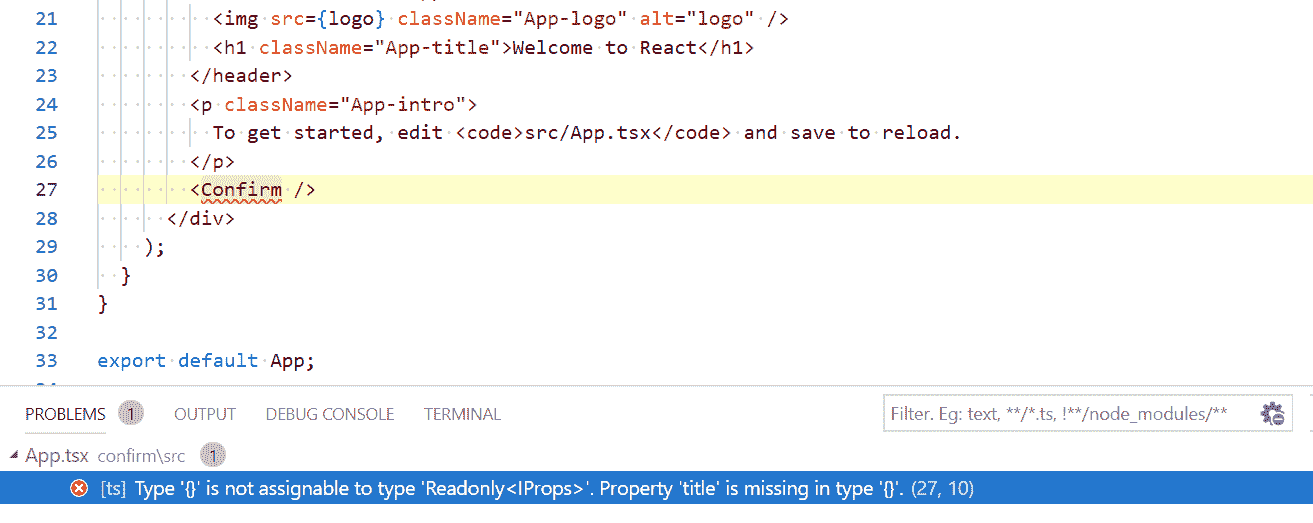 21 <img src={logo} className="App-logo" alt="logo" />
22 <h1 className="App-title">Welcome to React</h1>
23 </header>
24 <p className="App-intro">
25 To get started, edit <code>src/App.tsx</code> and save to reload.
26 </p>
27 <Confirm />
28 </div>
29 );
30 }
31 }
32
33 export default App;
PROBLEMS 1 OUTPUT DEBUG CONSOLE TERMINAL Filter. Eg: text, **/*.ts, !**/node_modules/**
App.tsx confirm\src 1
[ts] Type '{}' is not assignable to type 'Readonly<IProps>'. Property 'title' is missing in type '{}'. (27, 10)